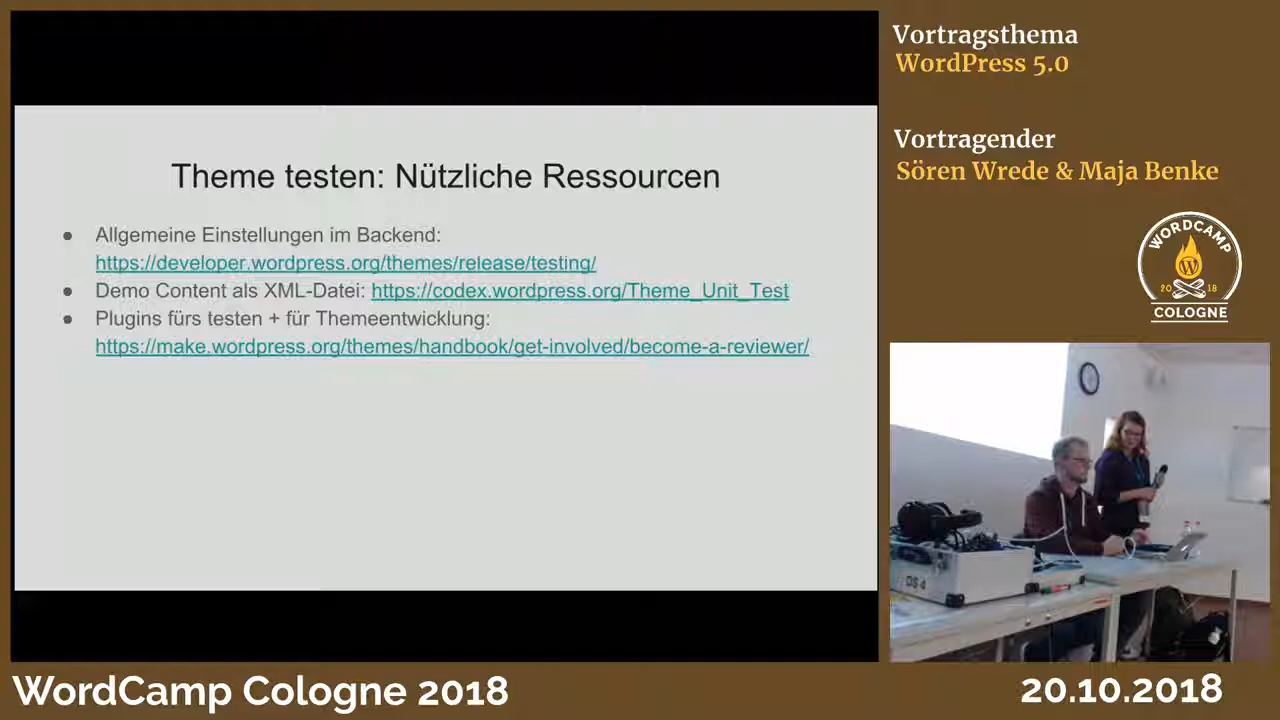 Theme testen: Nützliche Ressourcen
● Allgemeine Einstellungen im Backend:
https://developer.wordpress.org/themes/release/testing/
● Demo Content als XML-Datei: https://codex.wordpress.org/Theme_Unit_Test
● Plugins fürs testen + für Themeentwicklung:
https://make.wordpress.org/themes/handbook/get-involved/become-a-reviewer/
Vortragsthema
WordPress 5.0
Vortragender
Sören Wrede & Maja Benke
WORDCAMP
20 18
COLOGNE
OS 4
WordCamp Cologne 2018
20.10.2018